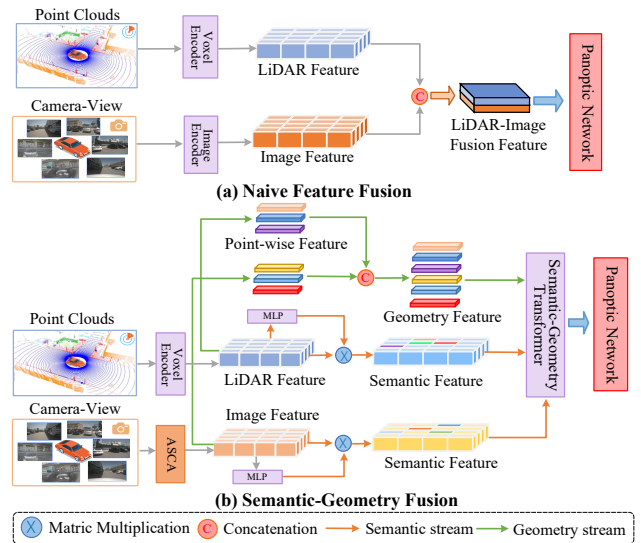 Point Clouds
Voxel
Encoder
LiDAR Feature
Camera-View
Image
Encoder
Image Feature
C
LiDAR-Image
Fusion Feature
Panoptic Network
(a) Naive Feature Fusion
Point-wise Feature
C
Geometry Feature
Semantic-Geometry
Transformer
Panoptic Network
Point Clouds
Voxel
Encoder
MLP
LiDAR Feature
X
Semantic Feature
Camera-View
ASCA
Image Feature
MLP
X
Semantic Feature
(b) Semantic-Geometry Fusion
X Matric Multiplication C Concatenation Semantic stream Geometry stream